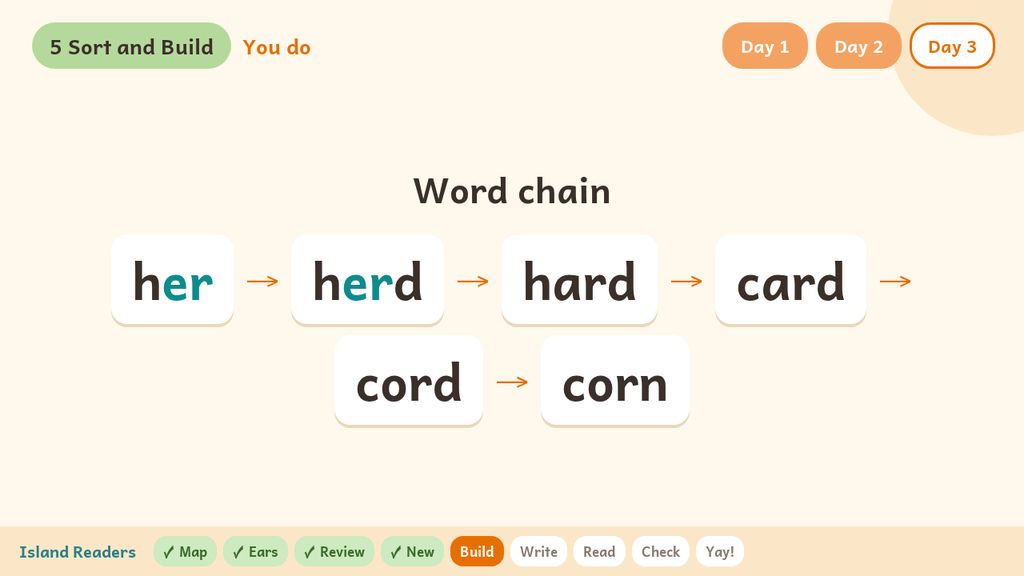 5 Sort and Build You do Day 1 Day 2 Day 3
Word chain
her → herd → hard → card →
cord → corn
Island Readers ✓ Map ✓ Ears ✓ Review ✓ New Build Write Read Check Yay!